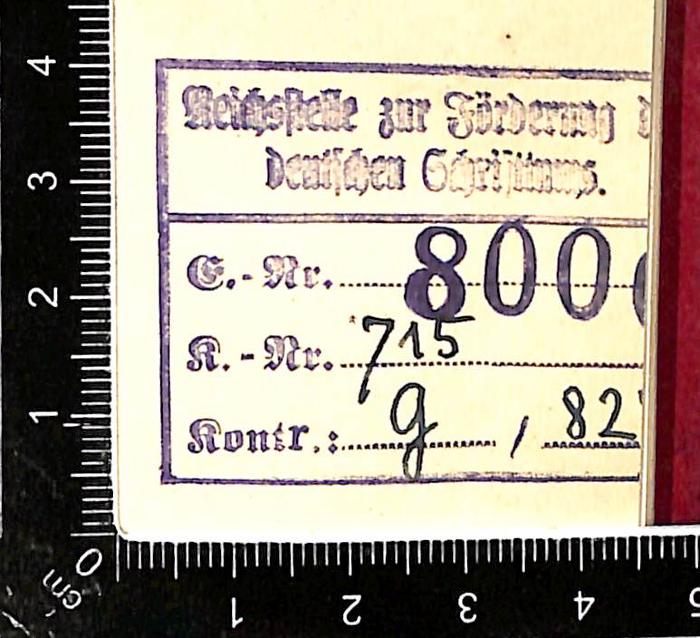 Reichsstelle zur Förderung d
deutschen Schrifttums.
E.-Nr. 800
K.-Nr. 715
Kontr.: g , 82
4
3
2
1
0
cm
1 2 3 4 5